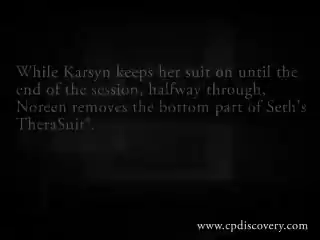 While Karsyn keeps her suit on until the
end of the session, halfway through,
Noreen removes the bottom part of Seth's
TheraSuit®.
www.cpdiscovery.com